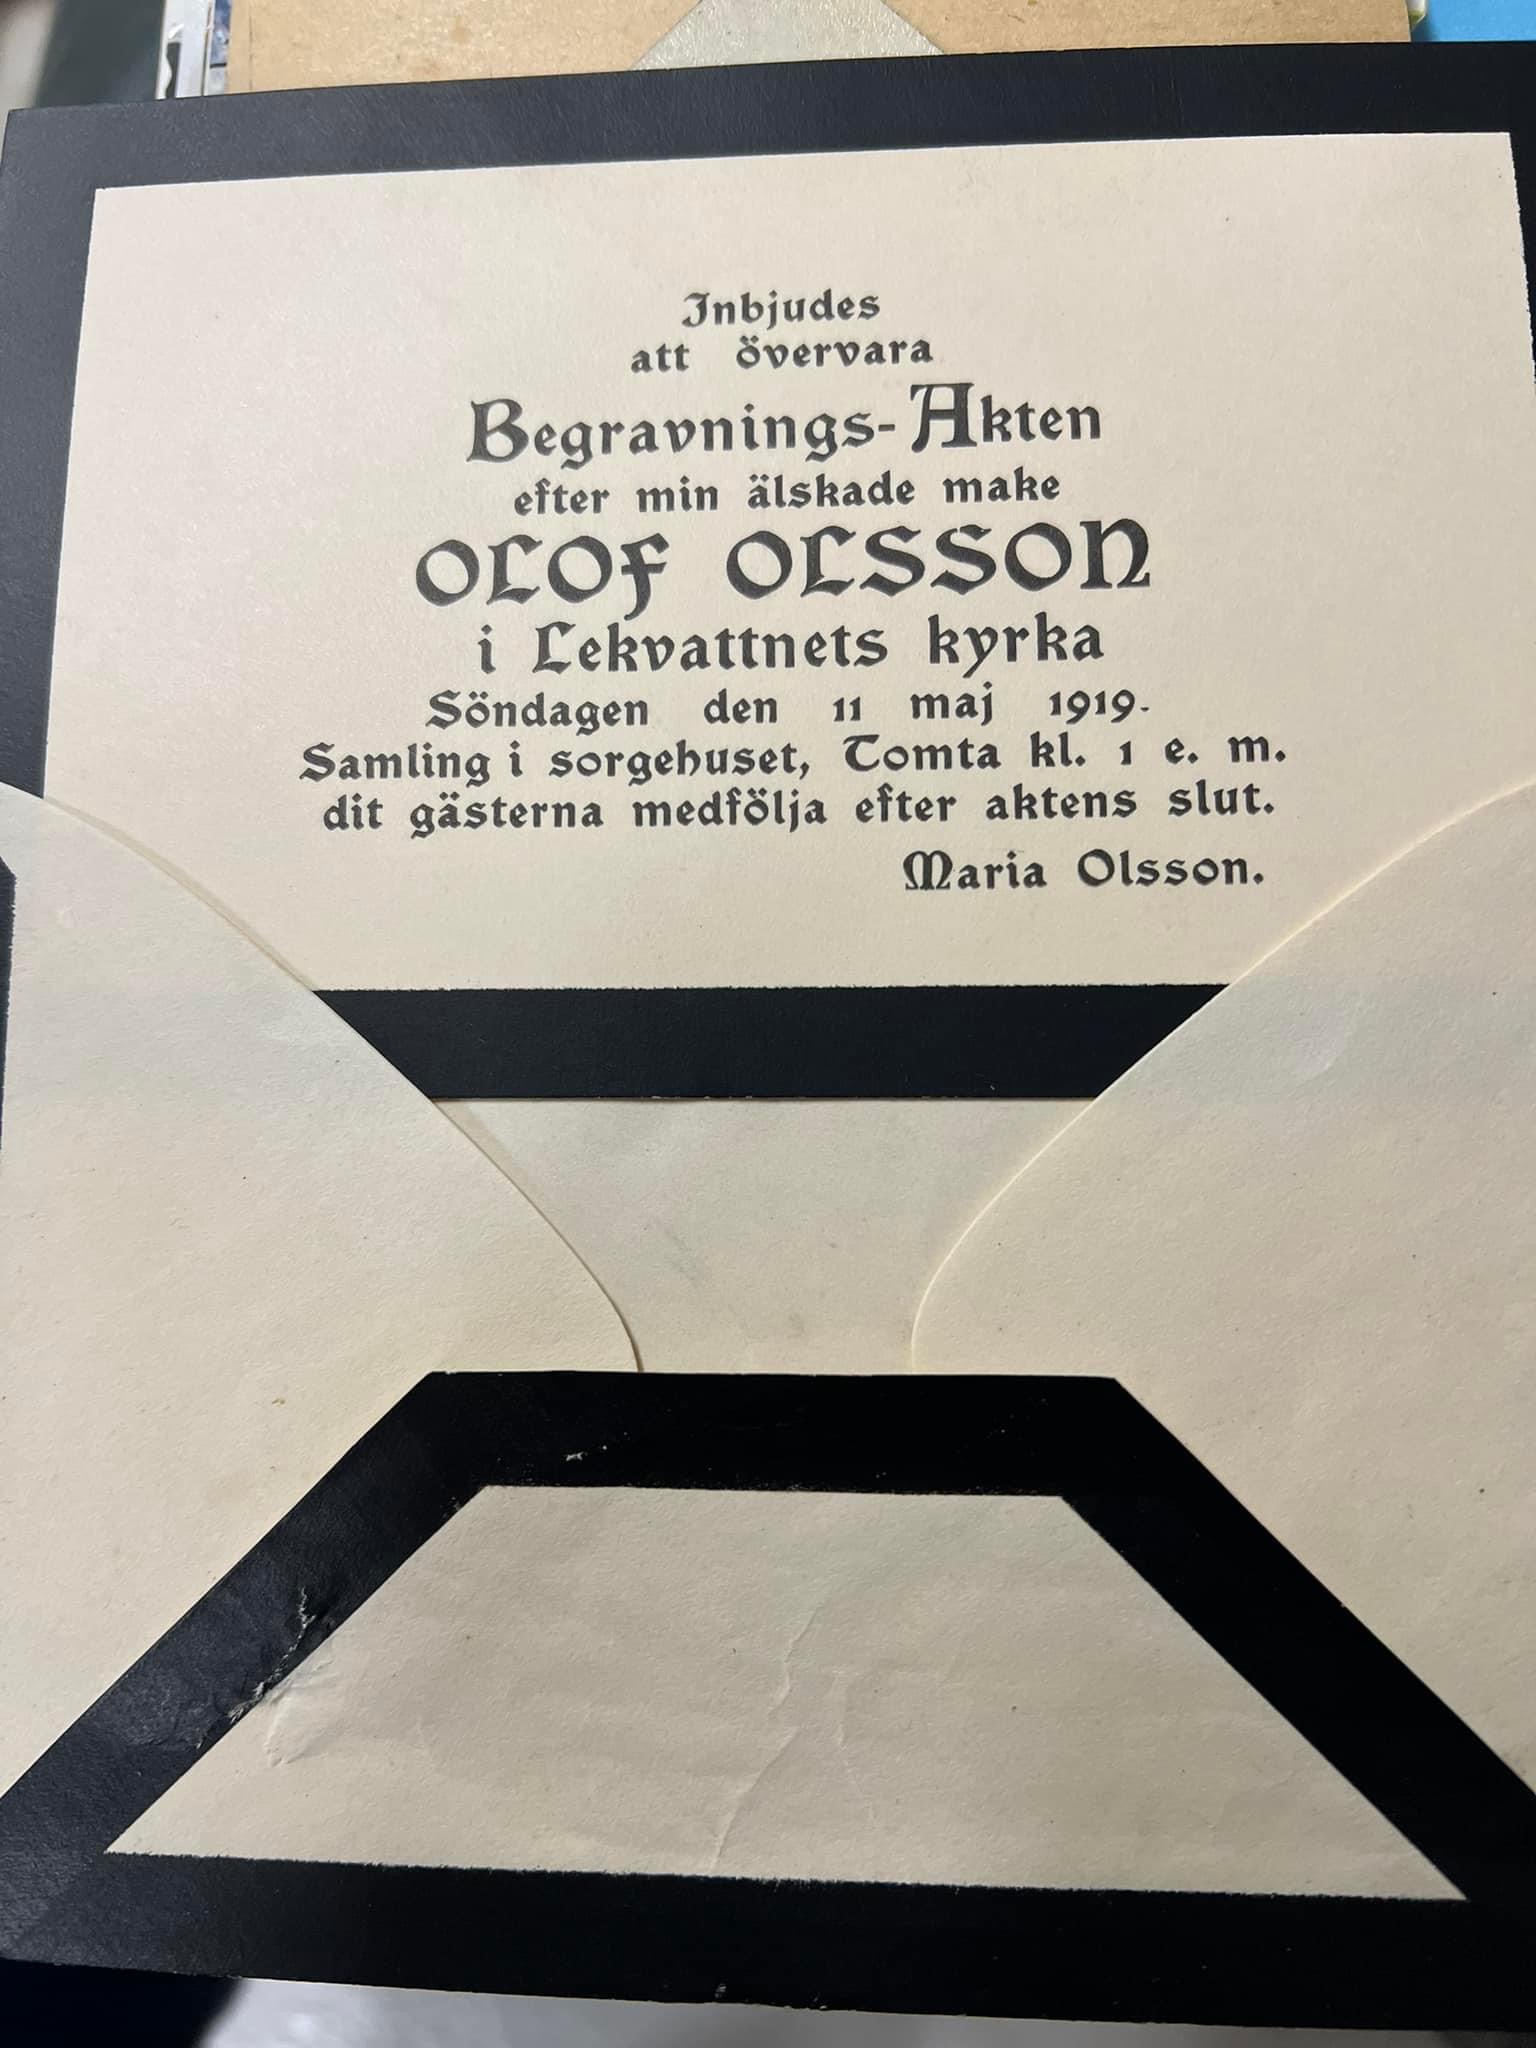 Inbjudes
att övervara
Begravnings-Akten
efter min älskade make
OLOF OLSSON
i Lekvattnets kyrka
Söndagen den 11 maj 1919.
Samling i sorgehuset, Tomta kl. 1 e. m.
dit gästerna medfölja efter aktens slut.
Maria Olsson.